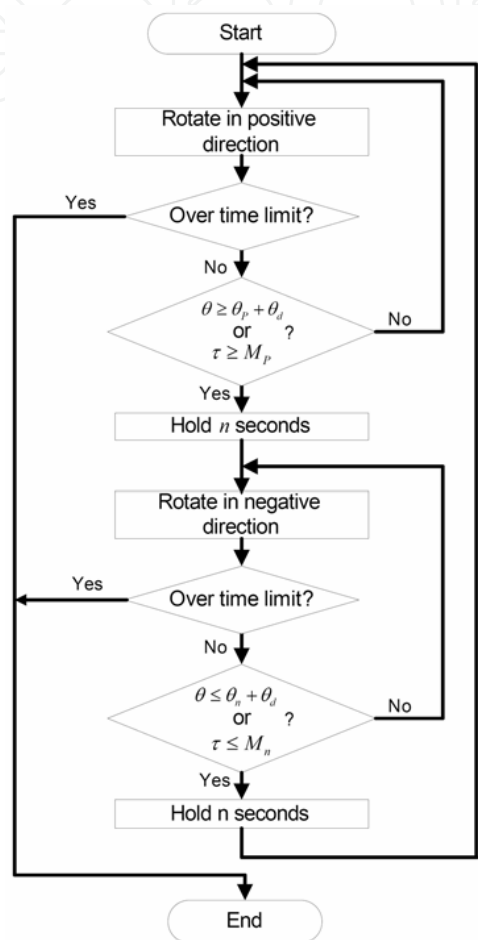 Start
Rotate in positive
direction
Yes
Over time limit?
No
θ ≥ θ_p + θ_d
or ?
τ ≥ M_p
No
Yes
Hold n seconds
Rotate in negative
direction
Yes
Over time limit?
No
θ ≤ θ_n + θ_d
or ?
τ ≤ M_n
No
Yes
Hold n seconds
End